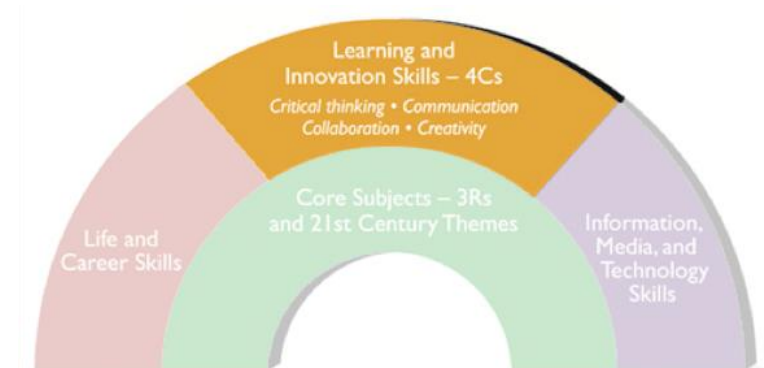 Learning and
Innovation Skills – 4Cs
Critical thinking • Communication
Collaboration • Creativity
Core Subjects – 3Rs
and 21st Century Themes
Life and
Career Skills
Information,
Media, and
Technology
Skills